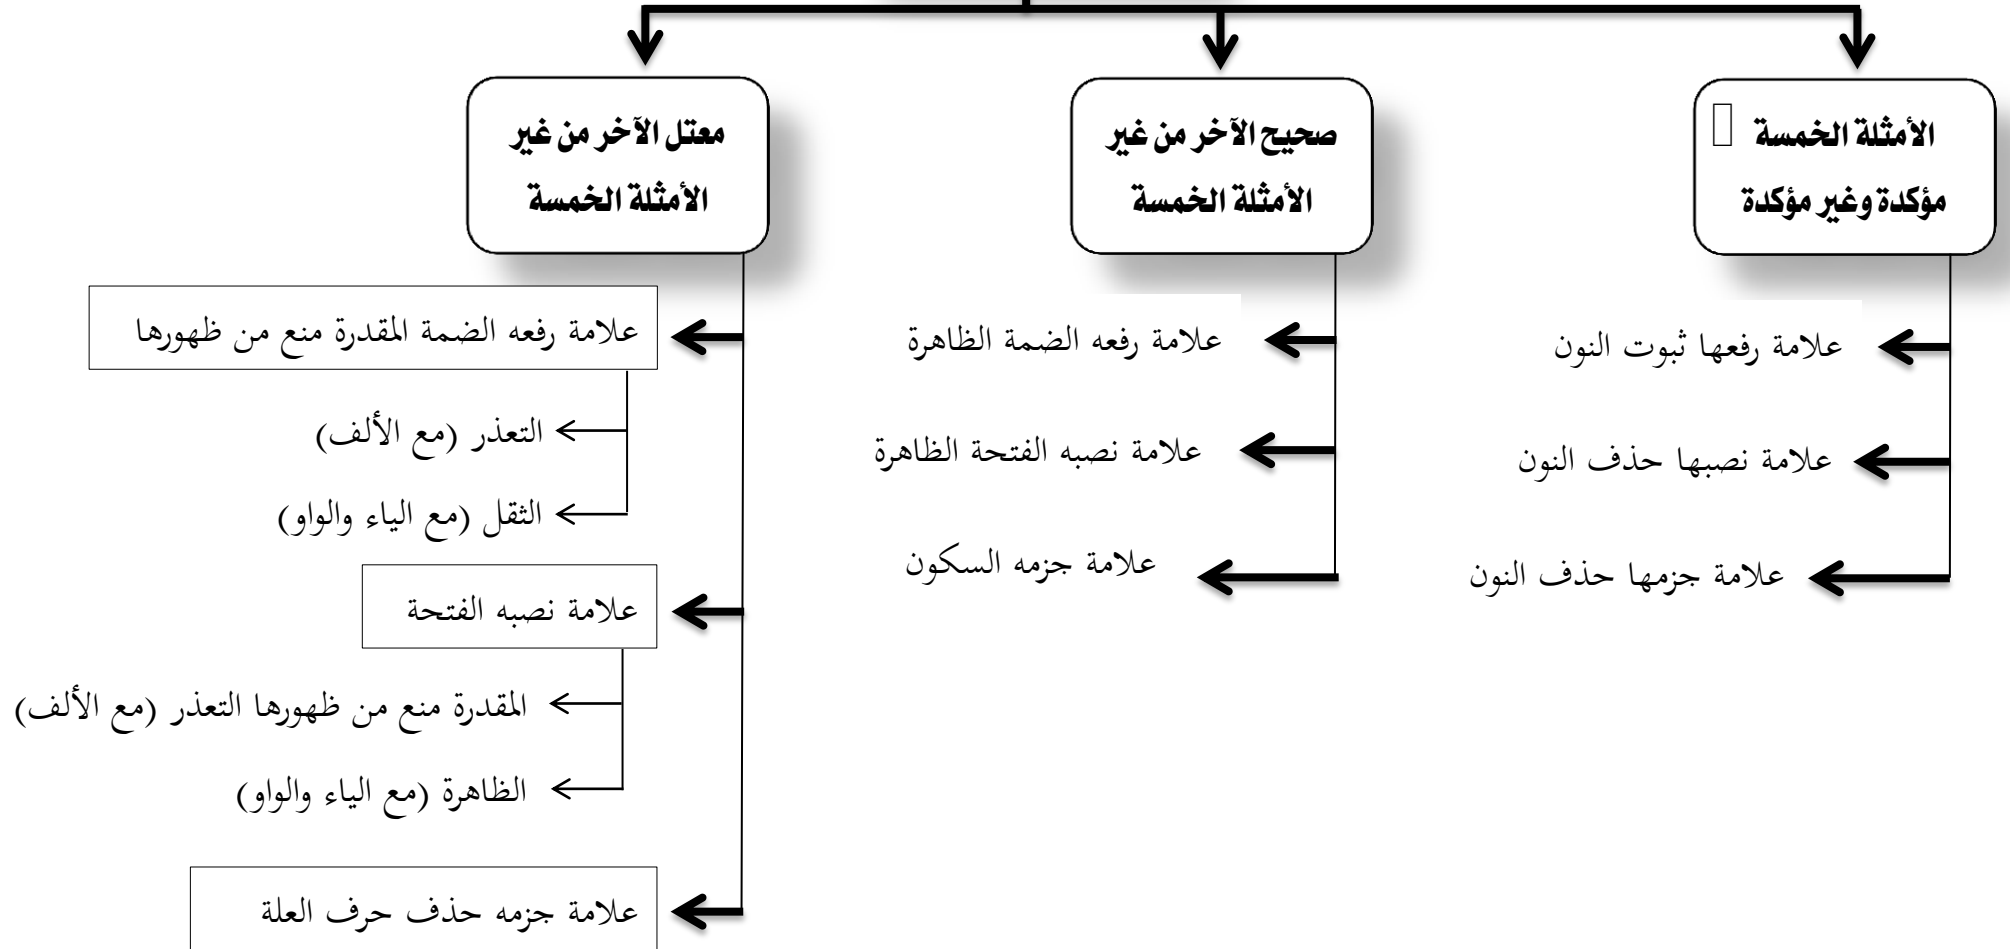 الأمثلة الخمسة
مؤكدة وغير مؤكدة
علامة رفعها ثبوت النون
علامة نصبها حذف النون
علامة جزمها حذف النون
صحيح الآخر من غير
الأمثلة الخمسة
علامة رفعه الضمة الظاهرة
علامة نصبه الفتحة الظاهرة
علامة جزمه السكون
معتل الآخر من غير
الأمثلة الخمسة
علامة رفعه الضمة المقدرة منع من ظهورها
التعذر (مع الألف)
الثقل (مع الياء والواو)
علامة نصبه الفتحة
المقدرة منع من ظهورها التعذر (مع الألف)
الظاهرة (مع الياء والواو)
علامة جزمه حذف حرف العلة